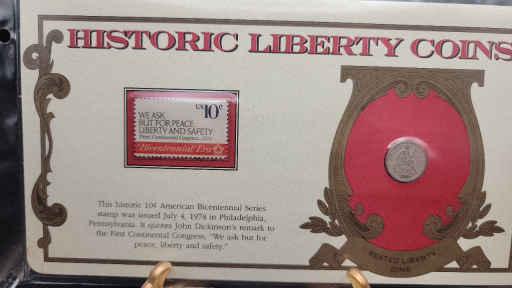 HISTORIC LIBERTY COINS
US 10c
WE ASK
BUT FOR PEACE,
LIBERTY AND SAFETY
First Continental Congress, 1774
Bicentennial Era
This historic 10¢ American Bicentennial Series
stamp was issued July 4, 1974 in Philadelphia,
Pennsylvania. It quotes John Dickinson's remark to
the First Continental Congress, "We ask but for
peace, liberty and safety."
SEATED LIBERTY
DIME